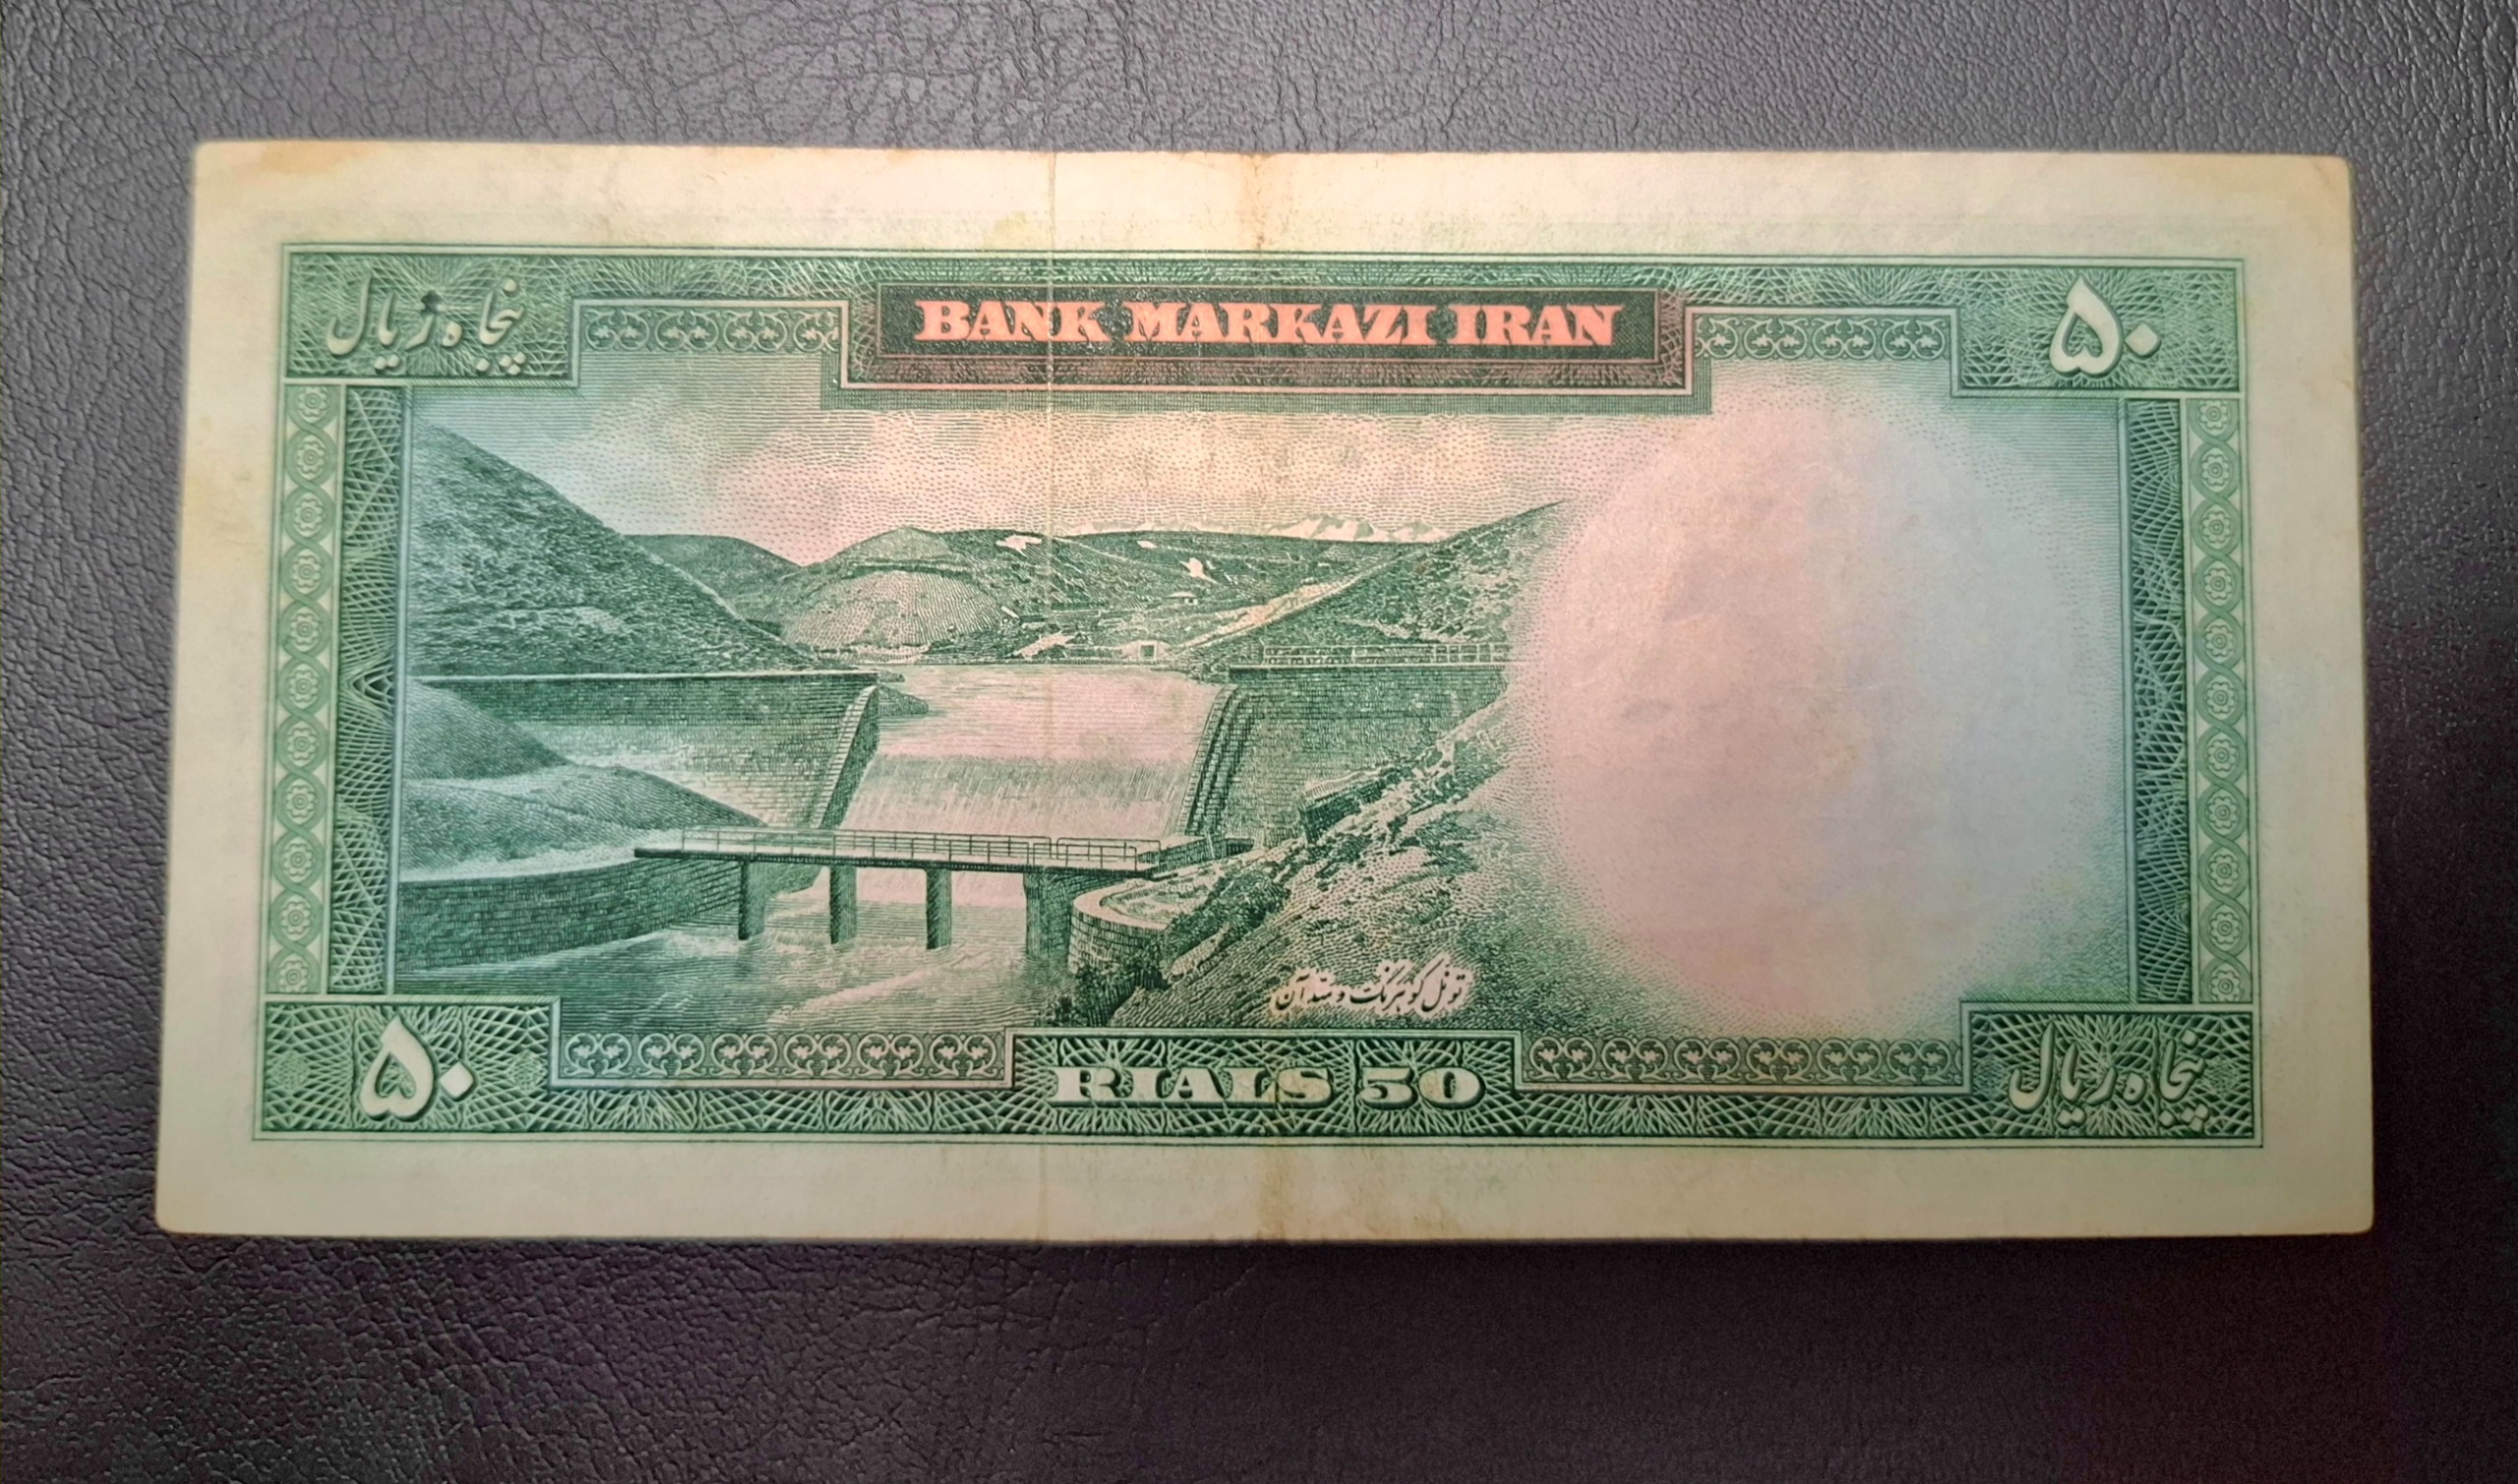 پنجاه ریال
BANK MARKAZI IRAN
۵۰
تونل کوهرنگ و سد آن
۵۰
RIALS 50
پنجاه ریال